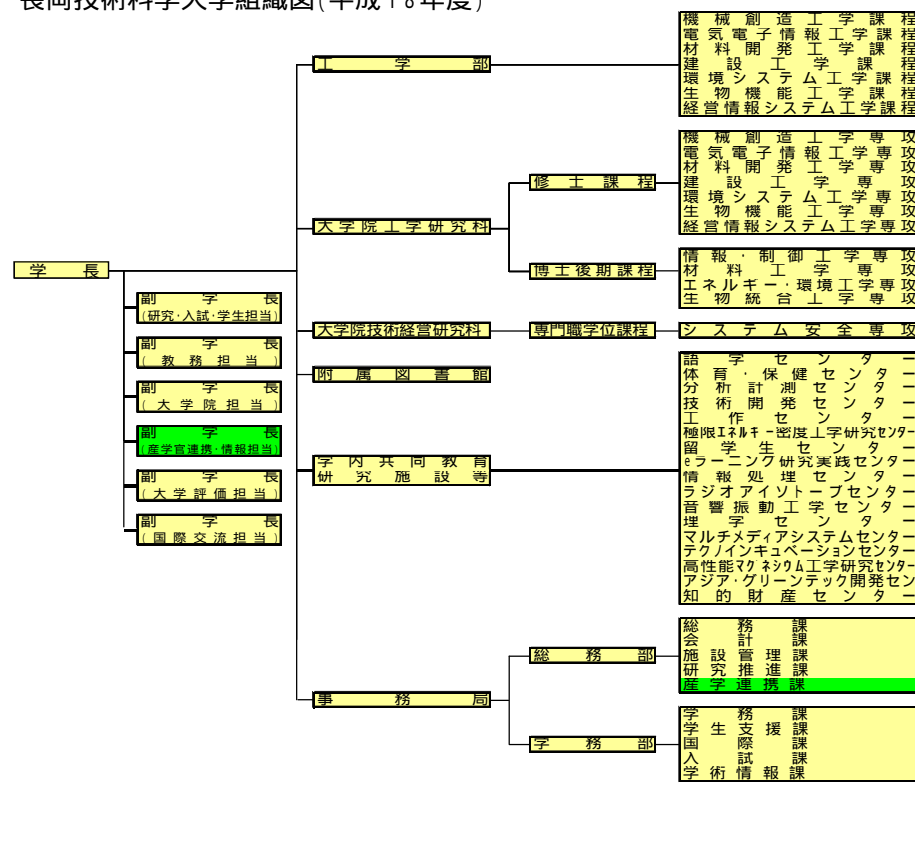 長岡技術科学大学組織図(平成18年度)
機械創造工学課程
電気電子情報工学課程
材料開発工学課程
建設工学課程
環境システム工学課程
生物機能工学課程
経営情報システム工学課程
工学部
機械創造工学専攻
電気電子情報工学専攻
材料開発工学専攻
建設工学専攻
環境システム工学専攻
生物機能工学専攻
経営情報システム工学専攻
修士課程
大学院工学研究科
情報・制御工学専攻
材料工学専攻
エネルギー・環境工学専攻
生物統合工学専攻
博士後期課程
学長
副学長
(研究・入試・学生担当)
副学長
(教務担当)
副学長
(大学院担当)
副学長
(産学官連携・情報担当)
副学長
(大学評価担当)
副学長
(国際交流担当)
大学院技術経営研究科
専門職学位課程
システム安全専攻
附属図書館
語学センター
体育・保健センター
分析計測センター
技術開発センター
工作センター
極限エネルギー密度工学研究センター
留学生センター
eラーニング研究実践センター
情報処理センター
ラジオアイソトープセンター
音響振動工学センター
理学センター
マルチメディアシステムセンター
テクノインキュベーションセンター
高性能マグネシウム工学研究センター
アジア・グリーンテック開発セン
知的財産センター
学内共同教育
研究施設等
総務課
会計課
施設管理課
研究推進課
産学連携課
総務部
事務局
学務課
学生支援課
国際課
入試課
学術情報課
学務部